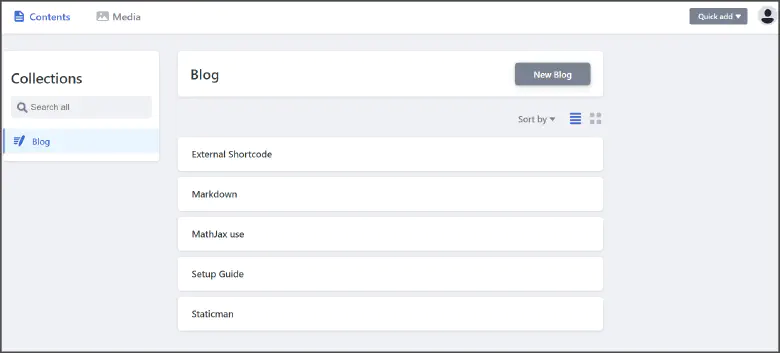 Contents
Media
Quick add
Collections
Search all
Blog
Blog
New Blog
Sort by
External Shortcode
Markdown
MathJax use
Setup Guide
Staticman